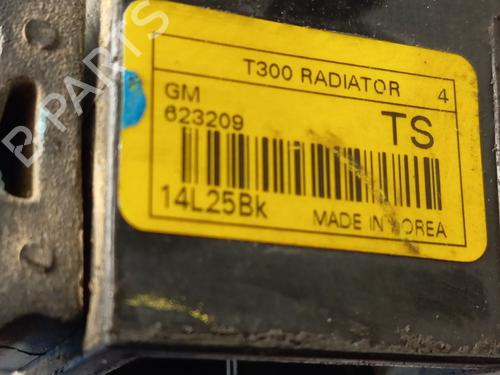 T300 RADIATOR 4
GM
623209
TS
14L25Bk MADE IN KOREA
B-PARTS